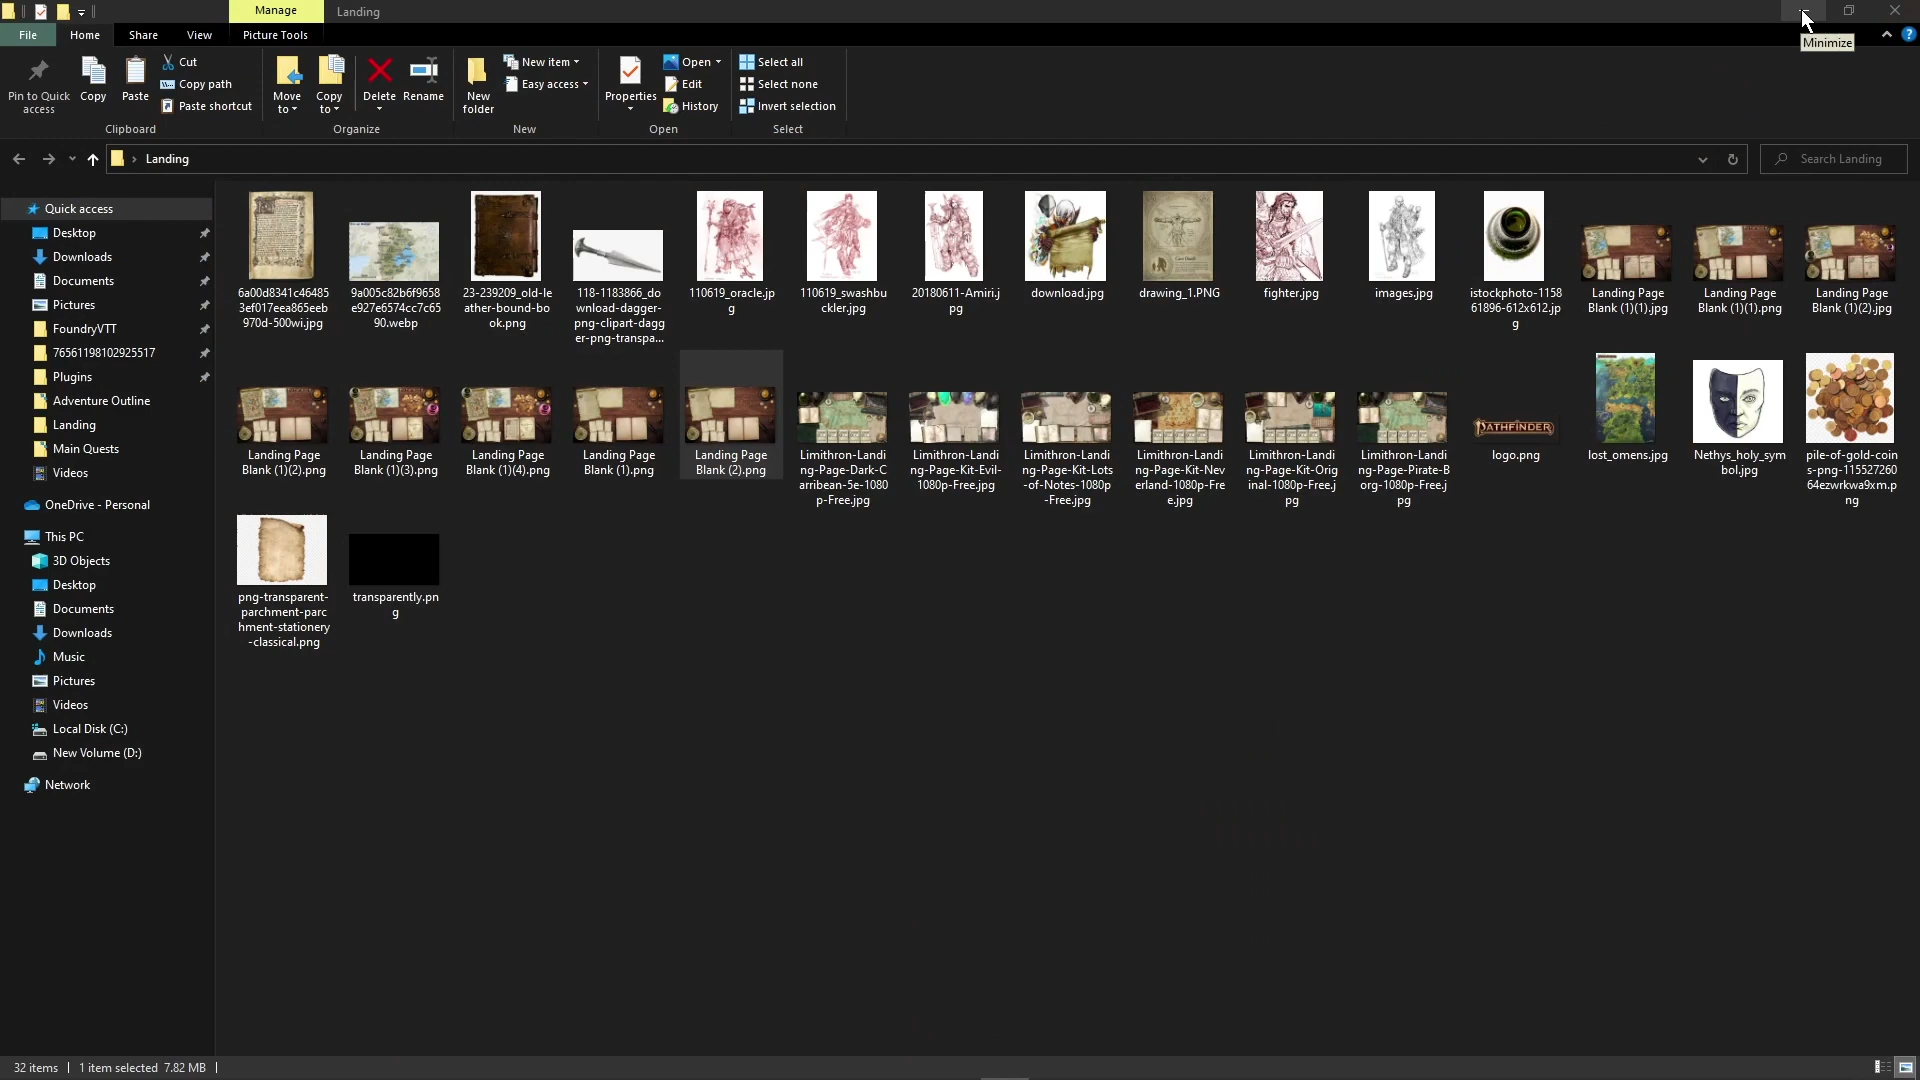 Manage
Landing
File
Home
Share
View
Picture Tools
Minimize
Pin to Quick
access
Copy
Paste
Cut
Copy path
Paste shortcut
Clipboard
Move
to
Copy
to
Delete
Rename
Organize
New
folder
New item
Easy access
New
Properties
Open
Edit
History
Open
Select all
Select none
Invert selection
Select
Landing
Search Landing
Quick access
Desktop
Downloads
Documents
Pictures
FoundryVTT
76561198102925517
Plugins
Adventure Outline
Landing
Main Quests
Videos
OneDrive - Personal
This PC
3D Objects
Desktop
Documents
Downloads
Music
Pictures
Videos
Local Disk (C:)
New Volume (D:)
Network
6a00d8341c46485
3ef017eea865eeb
970d-500wi.jpg
9a005c82b6f9658
e927e6574cc7c65
90.webp
23-239209_old-le
ather-bound-bo
ok.png
118-1183866_do
wnload-dagger-
png-clipart-dagg
er-png-transpa...
110619_oracle.jp
g
110619_swashbu
ckler.jpg
20180611-Amiri.j
pg
download.jpg
drawing_1.PNG
fighter.jpg
images.jpg
istockphoto-1158
61896-612x612.jp
g
Landing Page
Blank (1)(1).jpg
Landing Page
Blank (1)(1).png
Landing Page
Blank (1)(2).jpg
Landing Page
Blank (1)(2).png
Landing Page
Blank (1)(3).png
Landing Page
Blank (1)(4).png
Landing Page
Blank (1).png
Landing Page
Blank (2).png
Limithron-Landi
ng-Page-Dark-C
arribean-5e-1080
p-Free.jpg
Limithron-Landi
ng-Page-Kit-Evil-
1080p-Free.jpg
Limithron-Landi
ng-Page-Kit-Lots
-of-Notes-1080p
-Free.jpg
Limithron-Landi
ng-Page-Kit-Nev
erland-1080p-Fre
e.jpg
Limithron-Landi
ng-Page-Kit-Orig
inal-1080p-Free.j
pg
Limithron-Landi
ng-Page-Pirate-B
org-1080p-Free.j
pg
PATHFINDER
logo.png
lost_omens.jpg
Nethys_holy_sym
bol.jpg
pile-of-gold-coin
s-png-115527260
64ezwrkwa9xm.p
ng
png-transparent-
parchment-parc
hment-stationery
-classical.png
transparently.pn
g
32 items
1 item selected 7.82 MB